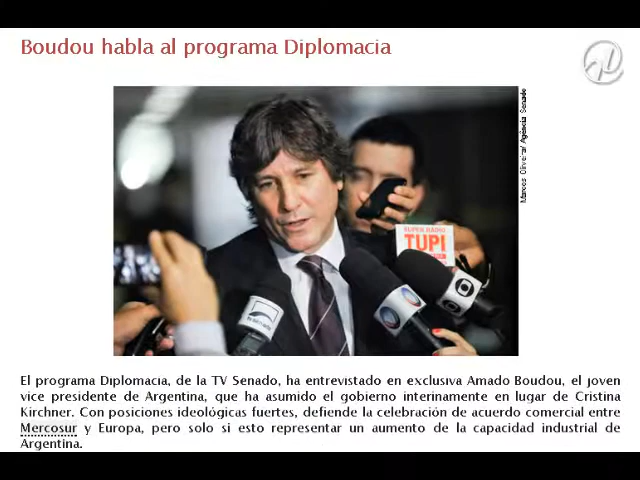 Boudou habla al programa Diplomacia
Marcos Oliveira/ Agência Senado
SUPER RADIO
TUPI
tv senado
El programa Diplomacia, de la TV Senado, ha entrevistado en exclusiva Amado Boudou, el joven
vice presidente de Argentina, que ha asumido el gobierno interinamente en lugar de Cristina
Kirchner. Con posiciones ideológicas fuertes, defiende la celebración de acuerdo comercial entre
Mercosur y Europa, pero solo si esto representar un aumento de la capacidad industrial de
Argentina.